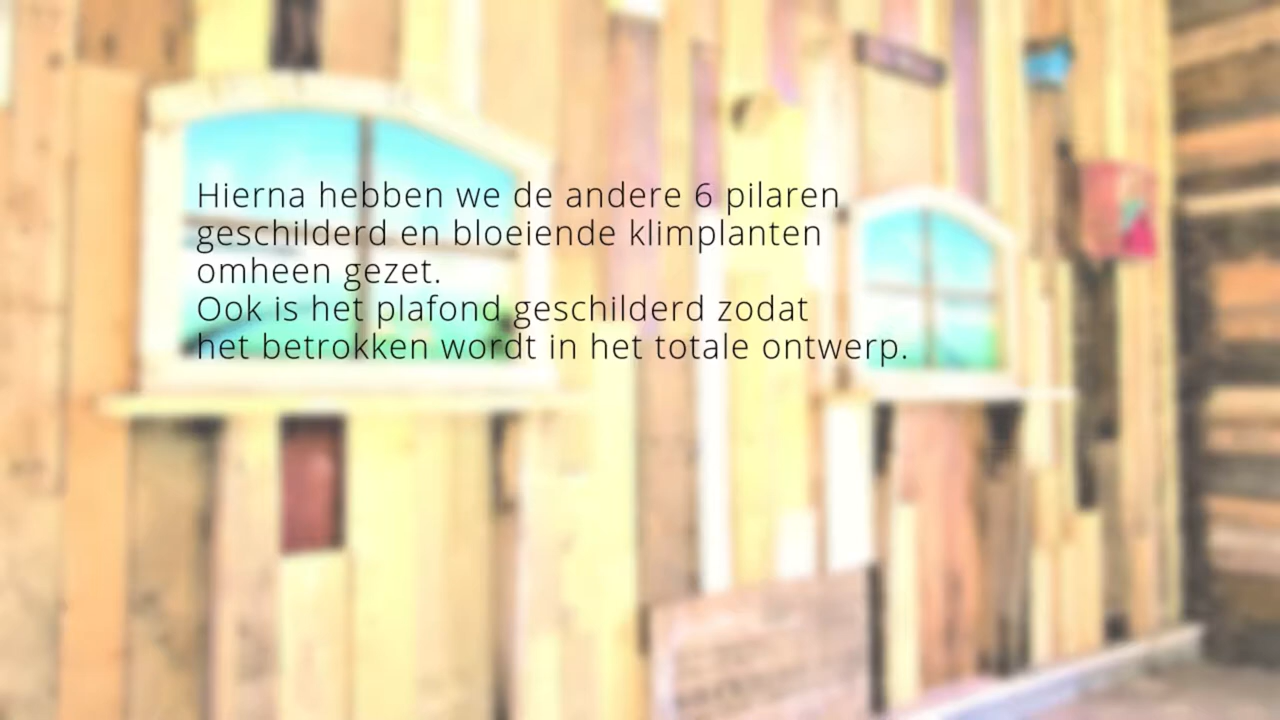 Hierna hebben we de andere 6 pilaren
geschilderd en bloeiende klimplanten
omheen gezet.
Ook is het plafond geschilderd zodat
het betrokken wordt in het totale ontwerp.